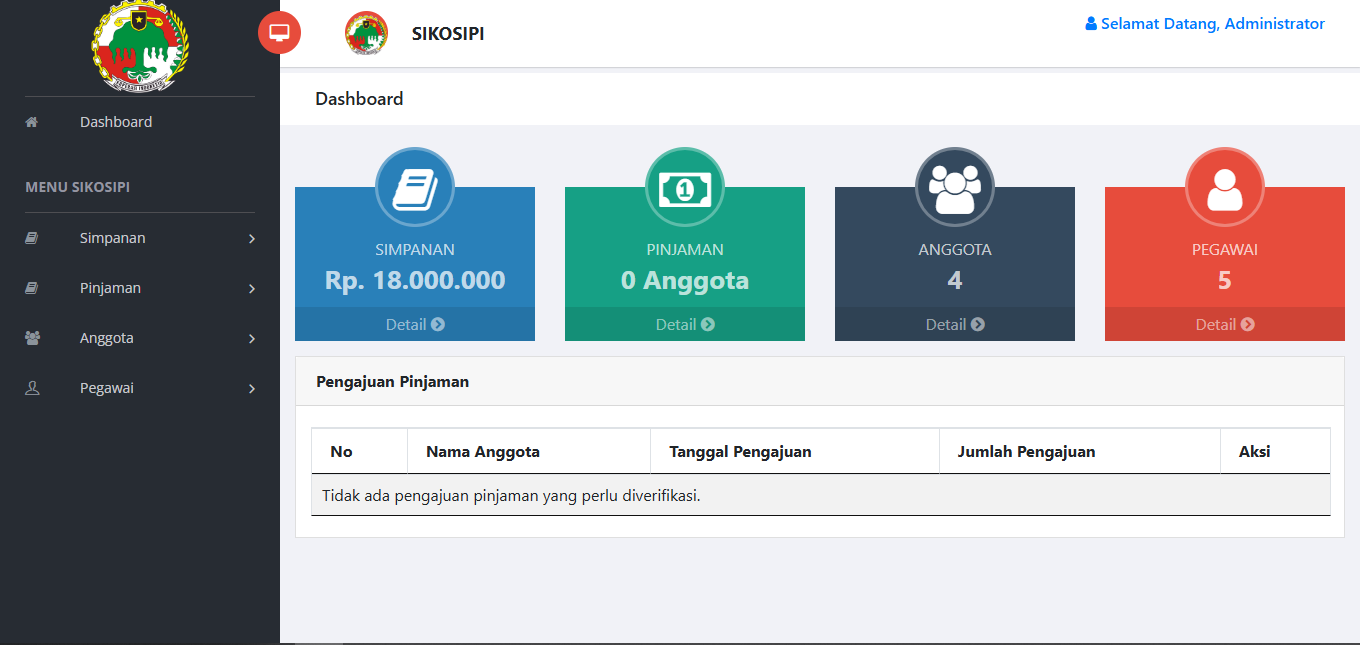 SIKOSIPI
Selamat Datang, Administrator
Dashboard
MENU SIKOSIPI
Simpanan
Pinjaman
Anggota
Pegawai
Dashboard
SIMPANAN
Rp. 18.000.000
Detail
PINJAMAN
0 Anggota
Detail
ANGGOTA
4
Detail
PEGAWAI
5
Detail
Pengajuan Pinjaman
No Nama Anggota Tanggal Pengajuan Jumlah Pengajuan Aksi
Tidak ada pengajuan pinjaman yang perlu diverifikasi.